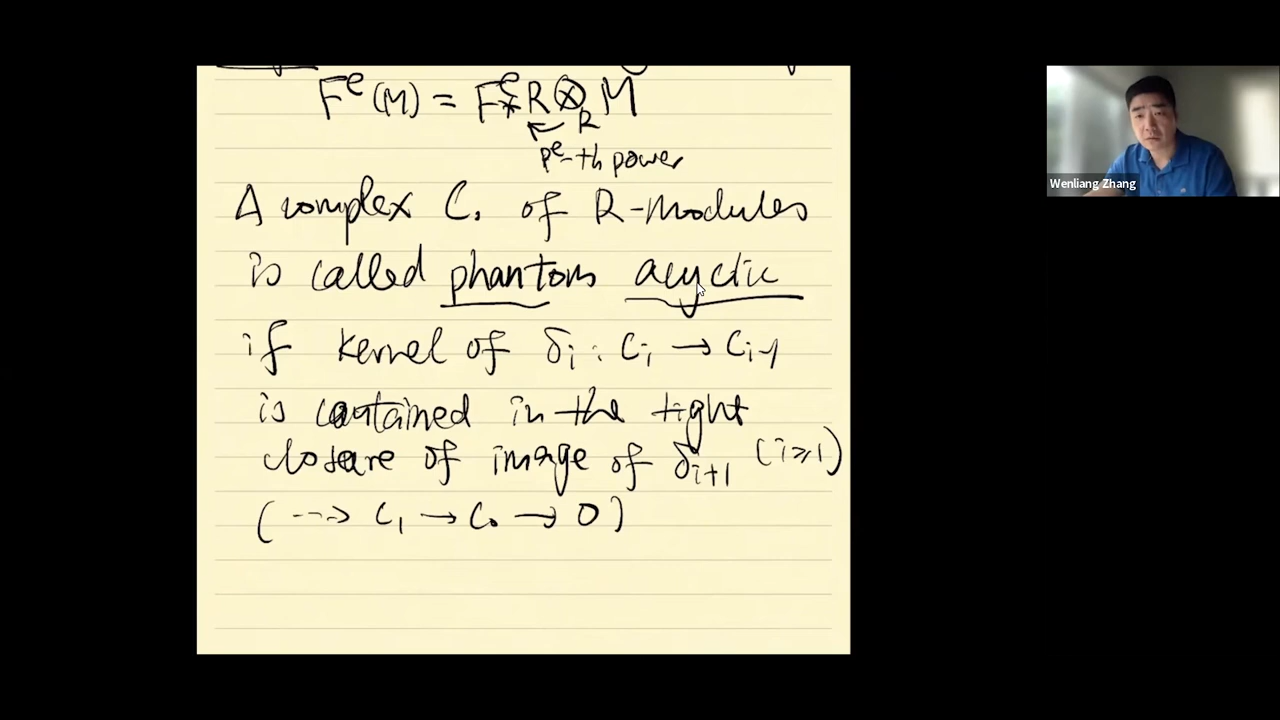 F^e(M) = F^e_* R ⊗_R M
p^e-th power
A complex C. of R-modules
is called phantom acyclic
if kernel of δ_i : C_i → C_{i-1}
is contained in the tight
closure of image of δ_{i+1} (i≥1)
( ---> C_1 → C_0 → 0 )
Wenliang Zhang